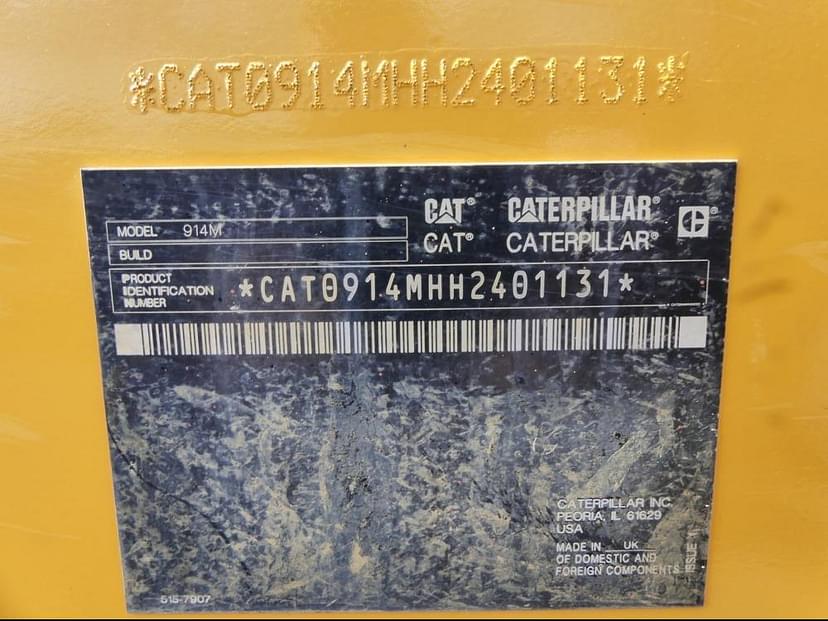 *CAT0914MHH2401131*
CAT® CATERPILLAR®
CAT® CATERPILLAR®
MODEL 914M
BUILD
PRODUCT
IDENTIFICATION
NUMBER
*CAT0914MHH2401131*
CATERPILLAR INC.
PEORIA, IL 61629
USA
MADE IN UK
OF DOMESTIC AND
FOREIGN COMPONENTS
515-7907